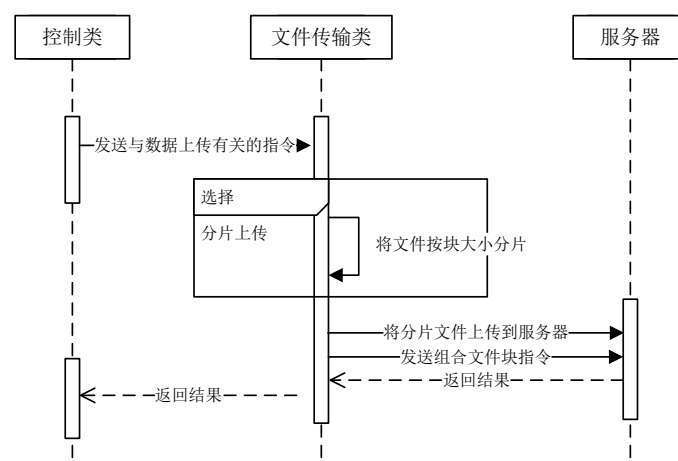 控制类
文件传输类
服务器
发送与数据上传有关的指令
选择
分片上传
将文件按块大小分片
将分片文件上传到服务器
发送组合文件块指令
返回结果
返回结果